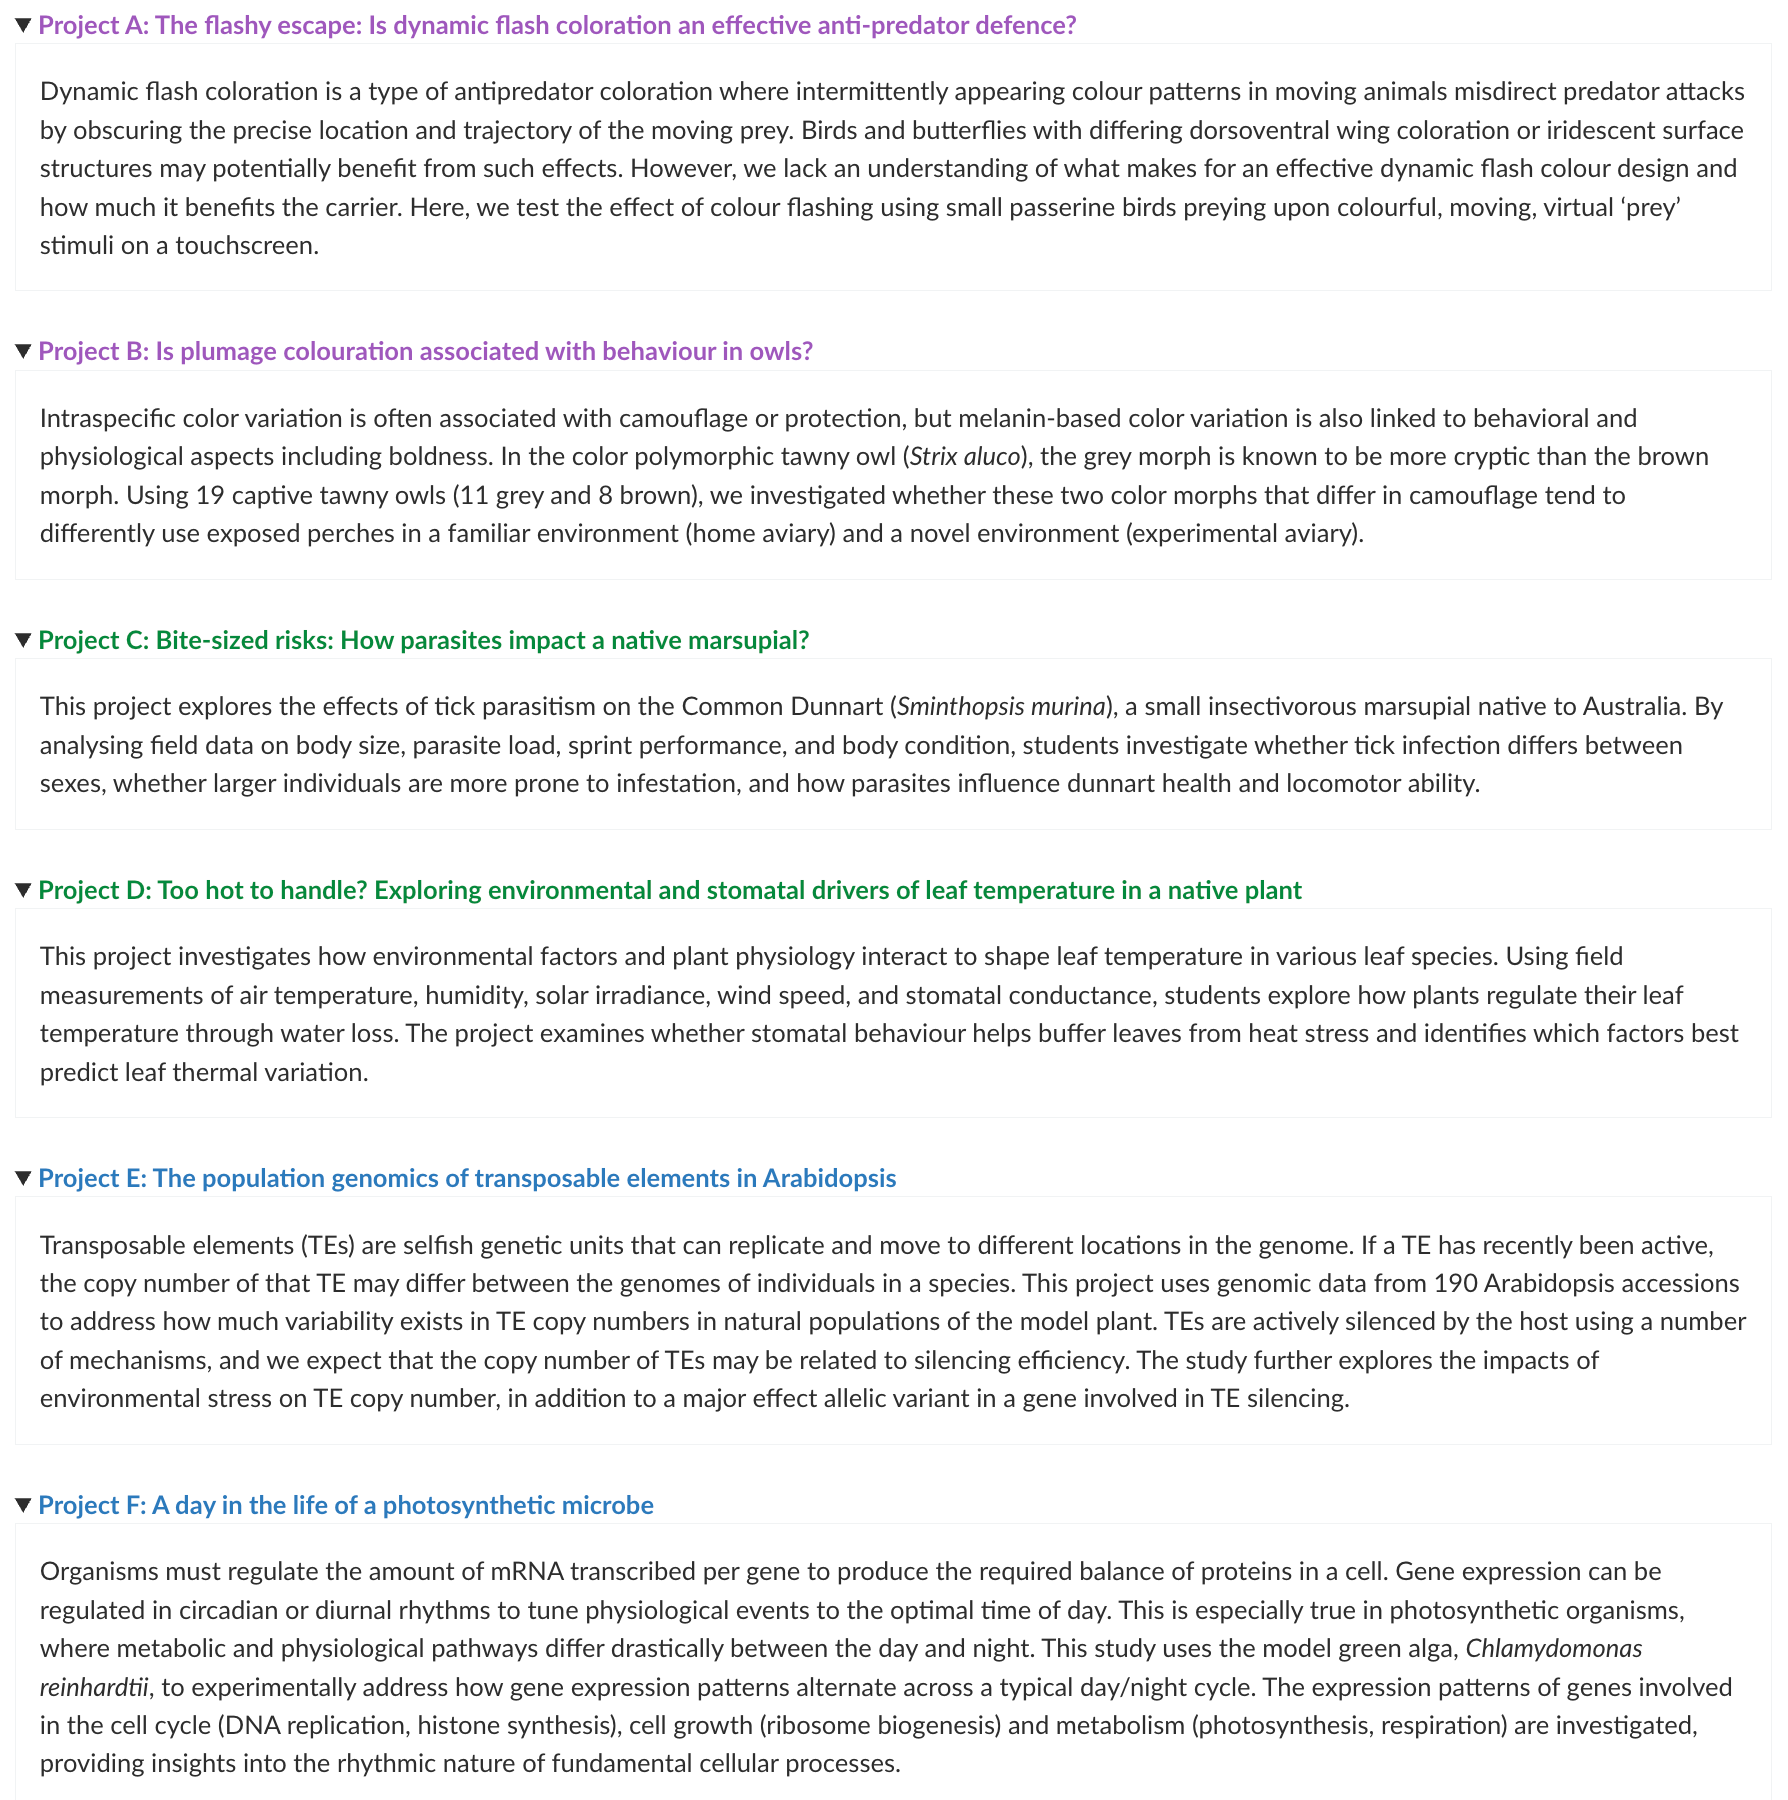 Project A: The flashy escape: Is dynamic flash coloration an effective anti-predator defence?
Dynamic flash coloration is a type of antipredator coloration where intermittently appearing colour patterns in moving animals misdirect predator attacks
by obscuring the precise location and trajectory of the moving prey. Birds and butterflies with differing dorsoventral wing coloration or iridescent surface
structures may potentially benefit from such effects. However, we lack an understanding of what makes for an effective dynamic flash colour design and
how much it benefits the carrier. Here, we test the effect of colour flashing using small passerine birds preying upon colourful, moving, virtual ‘prey’
stimuli on a touchscreen.
Project B: Is plumage colouration associated with behaviour in owls?
Intraspecific color variation is often associated with camouflage or protection, but melanin-based color variation is also linked to behavioral and
physiological aspects including boldness. In the color polymorphic tawny owl (Strix aluco), the grey morph is known to be more cryptic than the brown
morph. Using 19 captive tawny owls (11 grey and 8 brown), we investigated whether these two color morphs that differ in camouflage tend to
differently use exposed perches in a familiar environment (home aviary) and a novel environment (experimental aviary).
Project C: Bite-sized risks: How parasites impact a native marsupial?
This project explores the effects of tick parasitism on the Common Dunnart (Sminthopsis murina), a small insectivorous marsupial native to Australia. By
analysing field data on body size, parasite load, sprint performance, and body condition, students investigate whether tick infection differs between
sexes, whether larger individuals are more prone to infestation, and how parasites influence dunnart health and locomotor ability.
Project D: Too hot to handle? Exploring environmental and stomatal drivers of leaf temperature in a native plant
This project investigates how environmental factors and plant physiology interact to shape leaf temperature in various leaf species. Using field
measurements of air temperature, humidity, solar irradiance, wind speed, and stomatal conductance, students explore how plants regulate their leaf
temperature through water loss. The project examines whether stomatal behaviour helps buffer leaves from heat stress and identifies which factors best
predict leaf thermal variation.
Project E: The population genomics of transposable elements in Arabidopsis
Transposable elements (TEs) are selfish genetic units that can replicate and move to different locations in the genome. If a TE has recently been active,
the copy number of that TE may differ between the genomes of individuals in a species. This project uses genomic data from 190 Arabidopsis accessions
to address how much variability exists in TE copy numbers in natural populations of the model plant. TEs are actively silenced by the host using a number
of mechanisms, and we expect that the copy number of TEs may be related to silencing efficiency. The study further explores the impacts of
environmental stress on TE copy number, in addition to a major effect allelic variant in a gene involved in TE silencing.
Project F: A day in the life of a photosynthetic microbe
Organisms must regulate the amount of mRNA transcribed per gene to produce the required balance of proteins in a cell. Gene expression can be
regulated in circadian or diurnal rhythms to tune physiological events to the optimal time of day. This is especially true in photosynthetic organisms,
where metabolic and physiological pathways differ drastically between the day and night. This study uses the model green alga, Chlamydomonas
reinhardtii, to experimentally address how gene expression patterns alternate across a typical day/night cycle. The expression patterns of genes involved
in the cell cycle (DNA replication, histone synthesis), cell growth (ribosome biogenesis) and metabolism (photosynthesis, respiration) are investigated,
providing insights into the rhythmic nature of fundamental cellular processes.